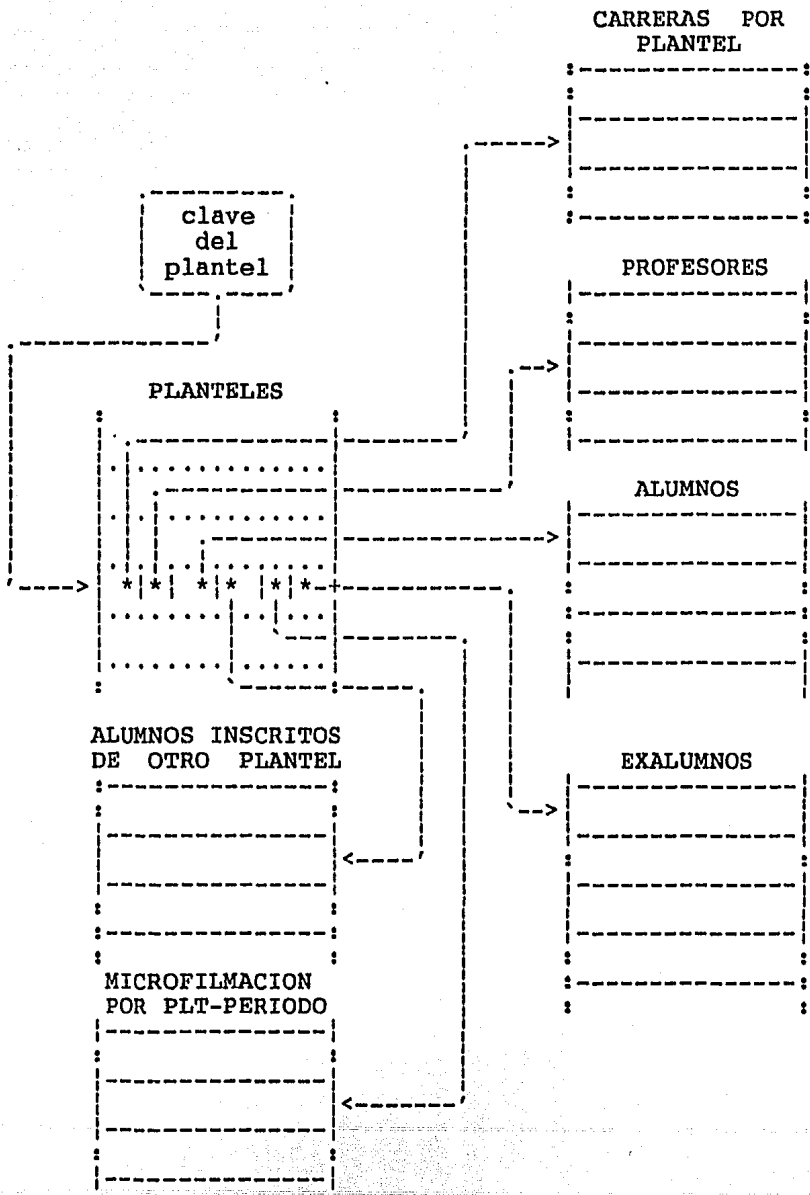 CARRERAS POR
PLANTEL
clave
del
plantel
PROFESORES
PLANTELES
ALUMNOS
* | * | * | * | * | *
ALUMNOS INSCRITOS
DE OTRO PLANTEL
EXALUMNOS
MICROFILMACION
POR PLT-PERIODO